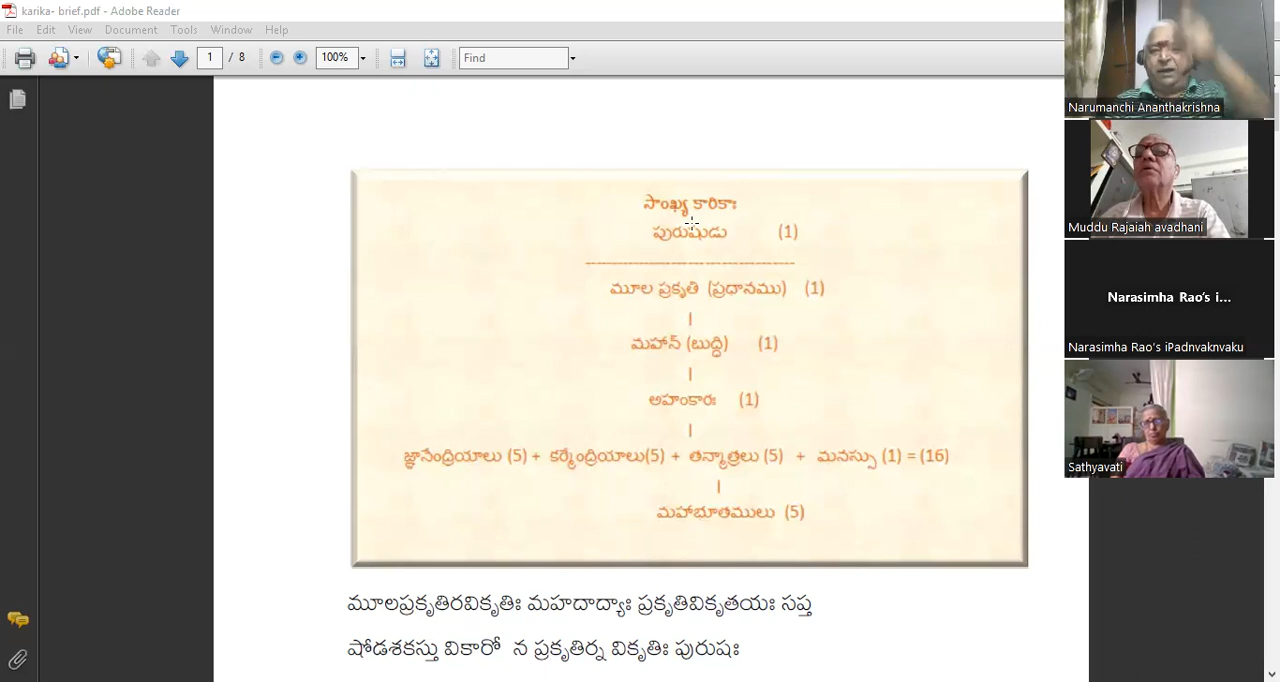 karika- brief.pdf - Adobe Reader
File Edit View Document Tools Window Help
1 / 8 100% Find
సాంఖ్య కారికాః
పురుషుడు (1)
--------------------------------------
మూల ప్రకృతి (ప్రధానము) (1)
|
మహాన్ (బుద్ధి) (1)
|
అహంకారః (1)
|
జ్ఞానేంద్రియాలు (5) + కర్మేంద్రియాలు(5) + తన్మాత్రలు (5) + మనస్సు (1) = (16)
|
మహాభూతములు (5)
మూలప్రకృతిరవికృతిః మహదాద్యాః ప్రకృతివికృతయః సప్త
షోడశకస్తు వికారో న ప్రకృతిర్న వికృతిః పురుషః
Narumanchi Ananthakrishna
Muddu Rajaiah avadhani
Narasimha Rao's i...
Narasimha Rao's iPadnvaknvaku
Sathyavati